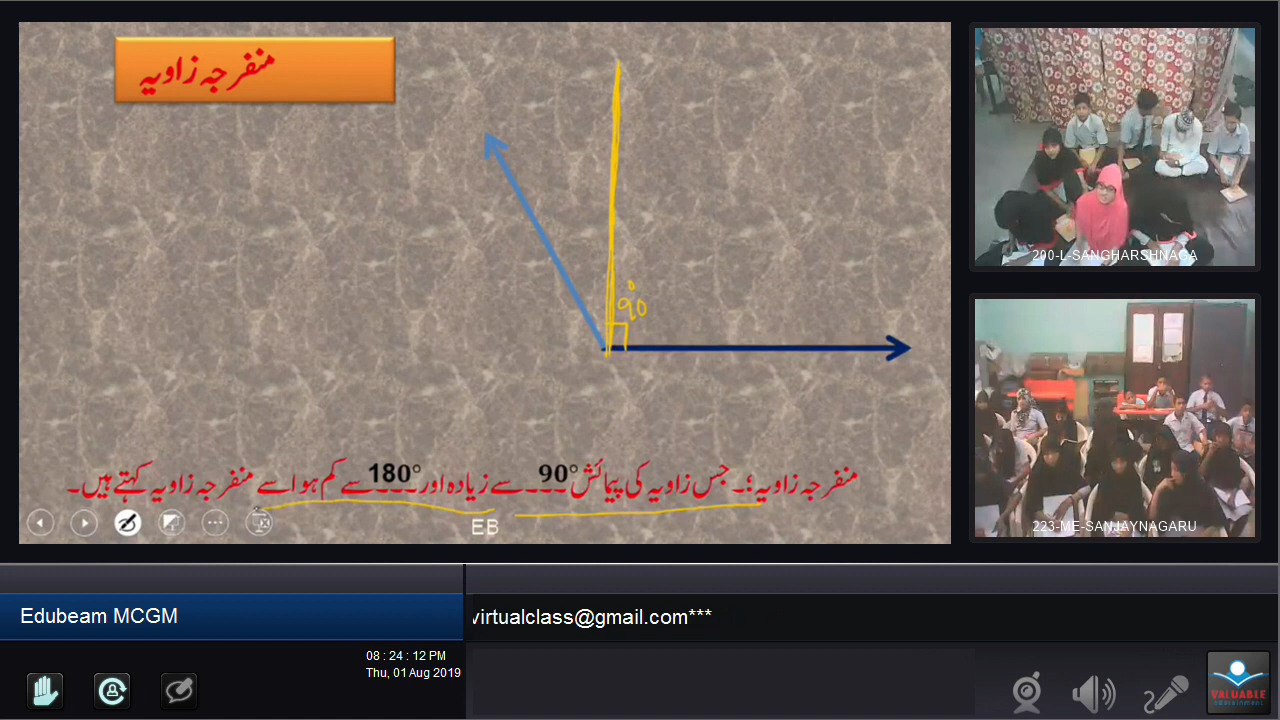 منفرجہ زاویہ
90°
منفرجہ زاویہ؛۔ جس زاویہ کی پیمائش 90° سے زیادہ اور 180° سے کم ہو اسے منفرجہ زاویہ کہتے ہیں۔
EB
200-L-SANGHARSHNAGA
223-ME-SANJAYNAGARU
Edubeam MCGM
virtualclass@gmail.com***
08 : 24 : 12 PM
Thu, 01 Aug 2019
VALUABLE